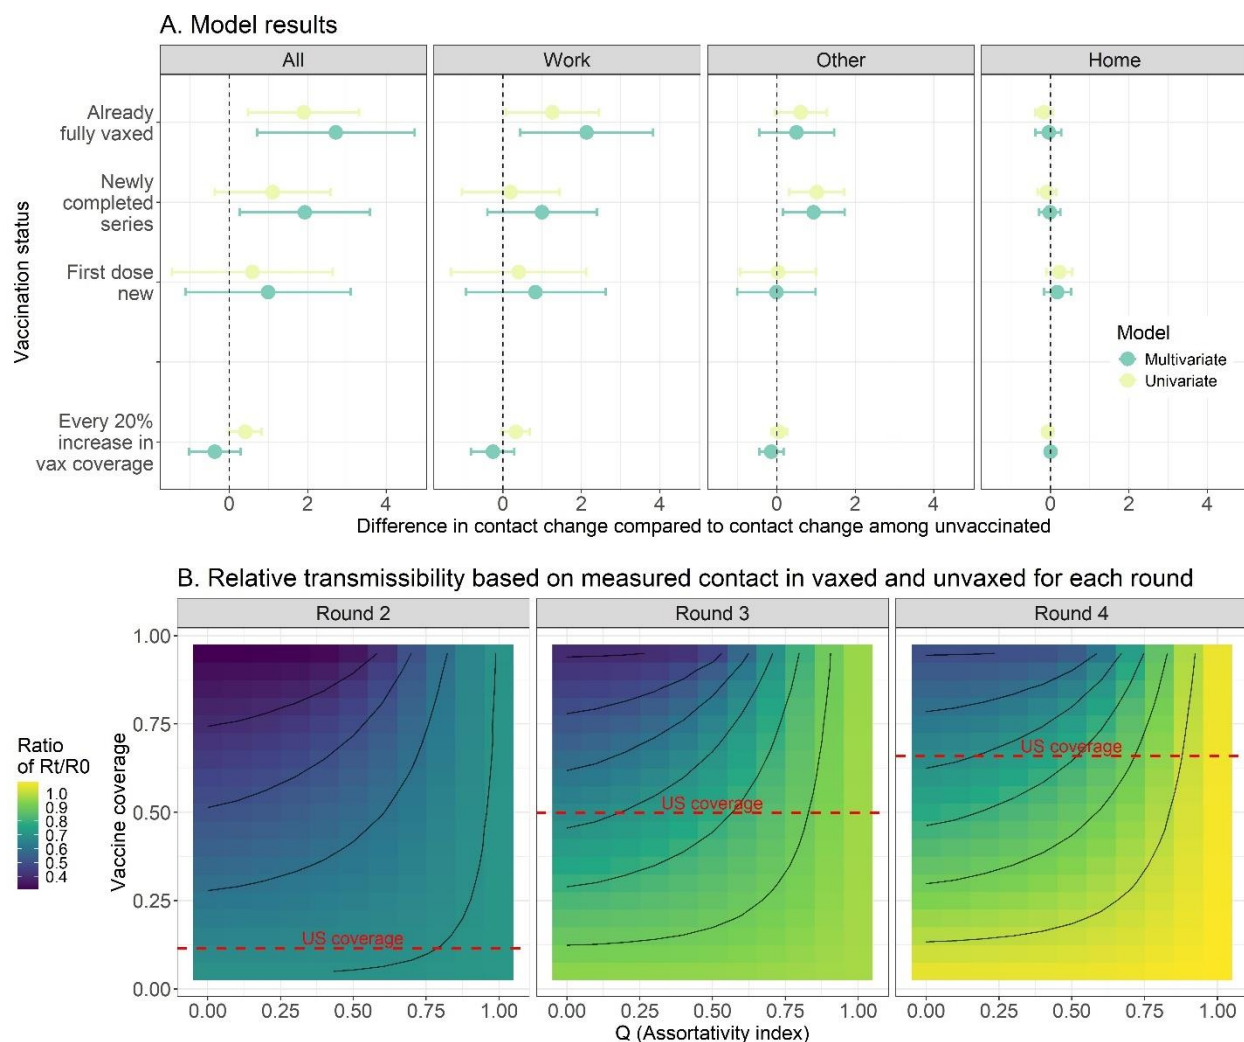 A. Model results
All Work Other Home
Vaccination status
Already
fully vaxed
Newly
completed
series
First dose
new
Every 20%
increase in
vax coverage
Model
Multivariate
Univariate
0 2 4 0 2 4 0 2 4 0 2 4
Difference in contact change compared to contact change among unvaccinated
B. Relative transmissibility based on measured contact in vaxed and unvaxed for each round
Round 2 Round 3 Round 4
Ratio
of Rt/R0
1.0
0.9
0.8
0.7
0.6
0.5
0.4
Vaccine coverage
1.00
0.75
0.50
0.25
0.00
US coverage
US coverage
US coverage
0.00 0.25 0.50 0.75 1.00 0.00 0.25 0.50 0.75 1.00 0.00 0.25 0.50 0.75 1.00
Q (Assortativity index)